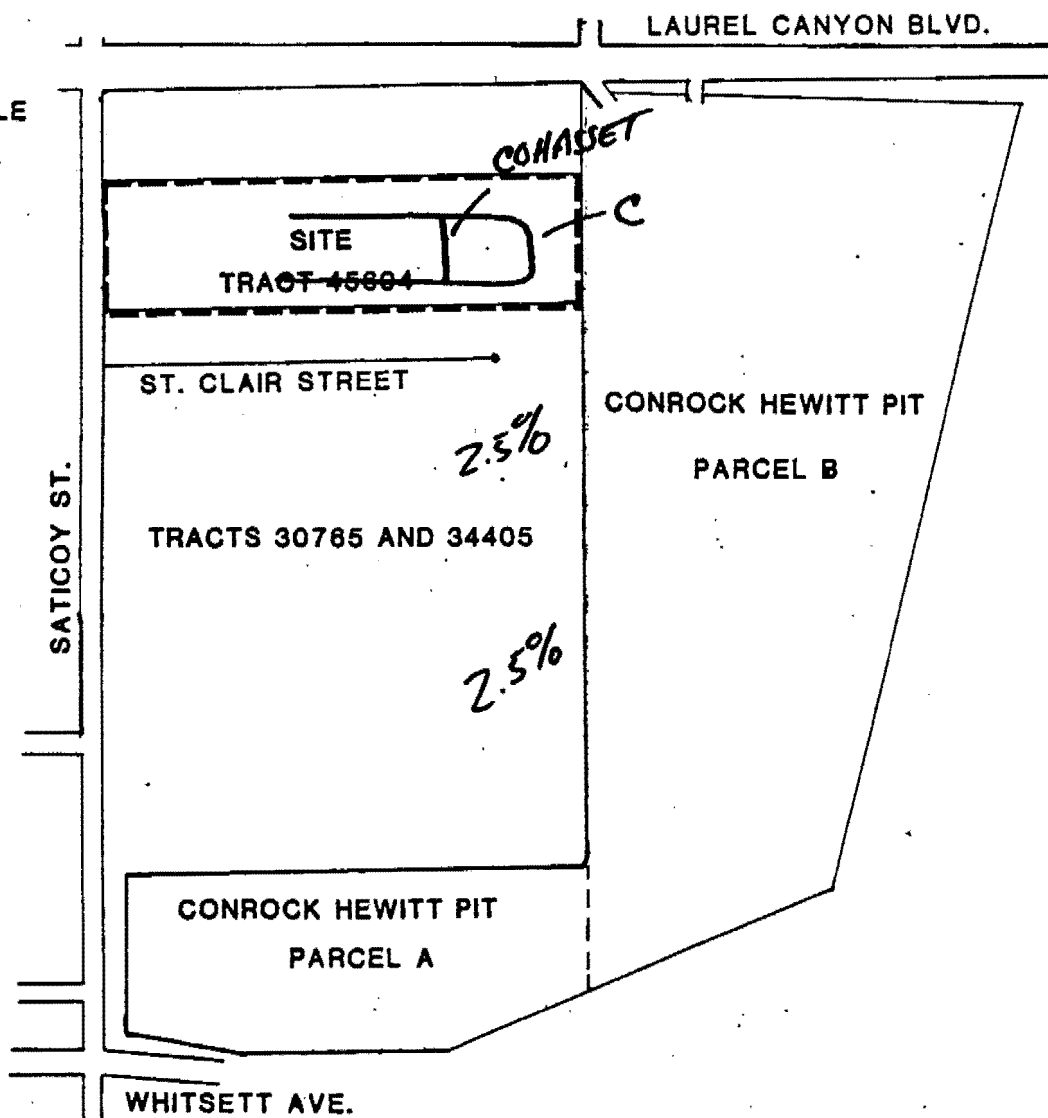 LAUREL CANYON BLVD.
COHASSET
C
SITE
TRACT 45604
ST. CLAIR STREET
2.5%
CONROCK HEWITT PIT
PARCEL B
SATICOY ST.
TRACTS 30765 AND 34405
2.5%
CONROCK HEWITT PIT
PARCEL A
WHITSETT AVE.